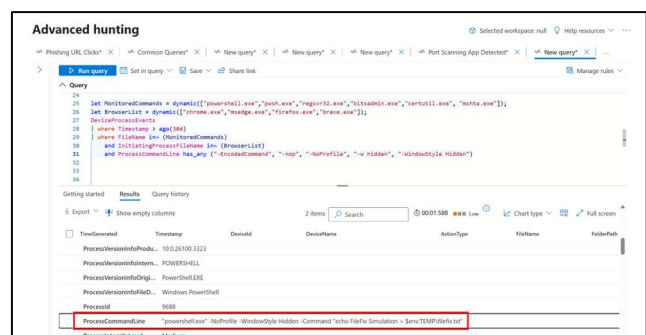 Advanced hunting
Selected workspace: null Help resources
Phishing URL Clicks* Common Queries* New query* New query* New query* Port Scanning App Detected* New query*
Run query Set in query Save Share link Manage rules
Query
24
25 let MonitoredCommands = dynamic(["powershell.exe","pwsh.exe","regsvr32.exe","bitsadmin.exe","certutil.exe", "mshta.exe"]);
26 let BrowserList = dynamic(["chrome.exe","msedge.exe","firefox.exe","brave.exe"]);
27 DeviceProcessEvents
28 | where Timestamp > ago(30d)
29 | where FileName in~ (MonitoredCommands)
30 and InitiatingProcessFileName in~ (BrowserList)
31 and ProcessCommandLine has_any ("-EncodedCommand", "-nop", "-NoProfile", "-w hidden", "-WindowStyle Hidden")
32
33
34
Getting started Results Query history
Export Show empty columns 2 items Search 00:01.588 Low Chart type Full screen
TimeGenerated Timestamp DeviceId DeviceName ActionType FileName FolderPath
ProcessVersionInfoProdu... 10.0.26100.3323
ProcessVersionInfoIntern... POWERSHELL
ProcessVersionInfoOrigi... PowerShell.EXE
ProcessVersionInfoFileD... Windows PowerShell
ProcessId 9688
ProcessCommandLine "powershell.exe" -NoProfile -WindowStyle Hidden -Command "echo FileFix Simulation > $env:TEMP\filefix.txt"